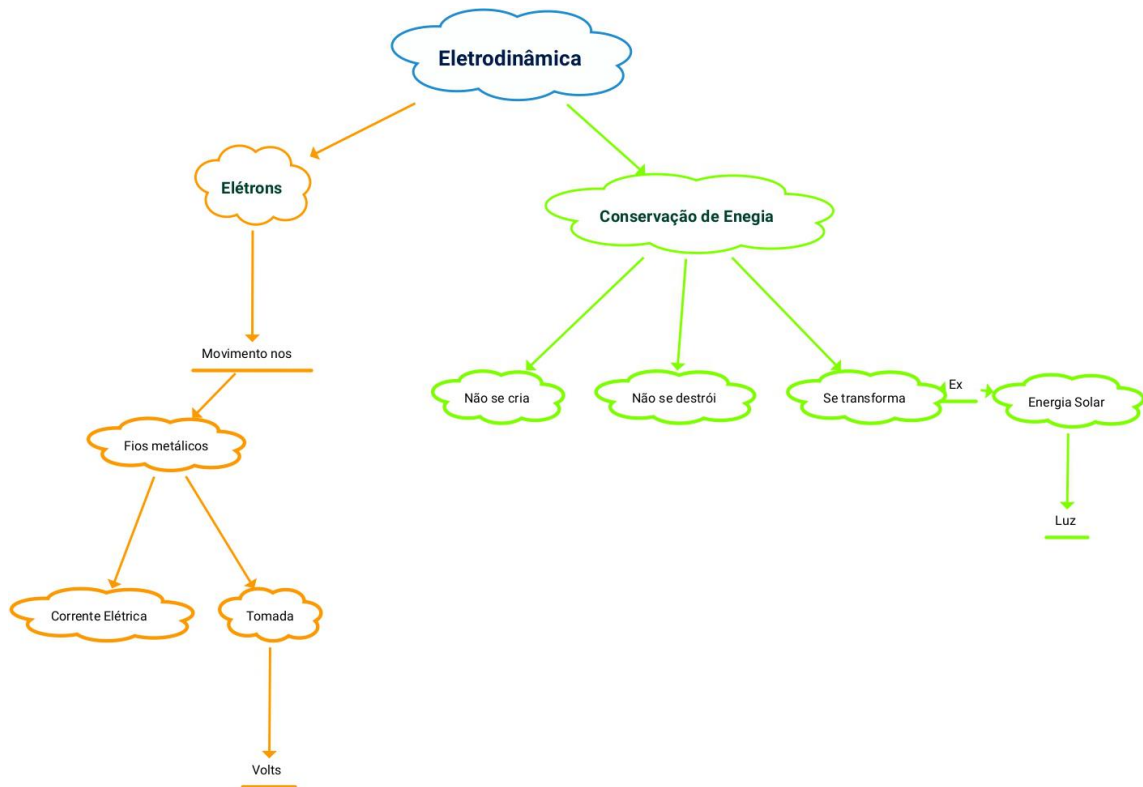 Eletrodinâmica
Elétrons
Conservação de Enegia
Movimento nos
Não se cria
Não se destrói
Se transforma
Ex
Energia Solar
Fios metálicos
Luz
Corrente Elétrica
Tomada
Volts